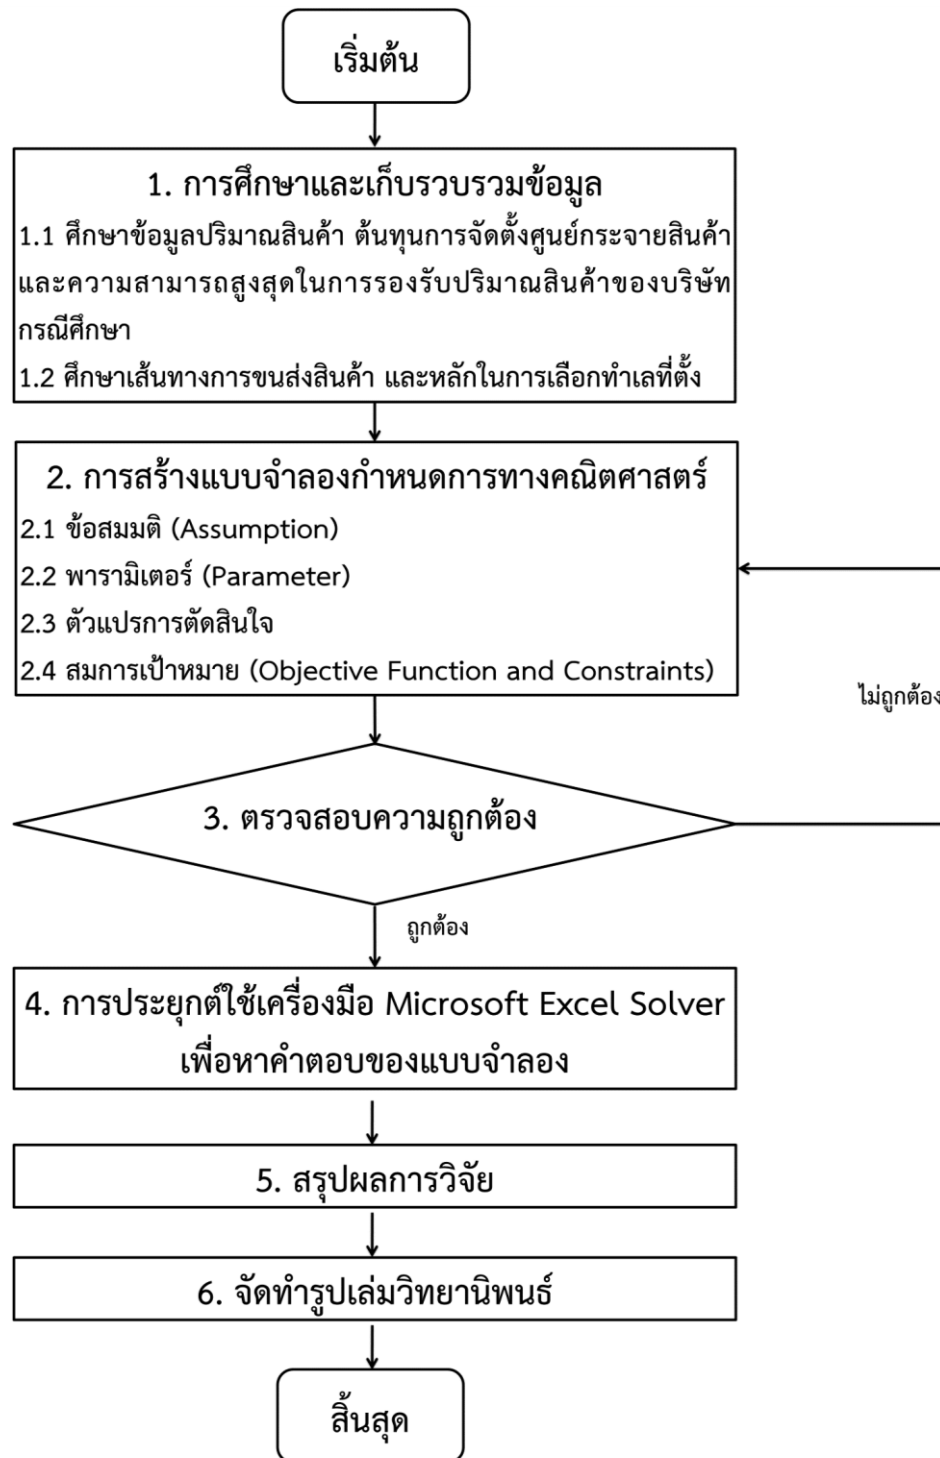 เริ่มต้น
1. การศึกษาและเก็บรวบรวมข้อมูล
1.1 ศึกษาข้อมูลปริมาณสินค้า ต้นทุนการจัดตั้งศูนย์กระจายสินค้า
และความสามารถสูงสุดในการรองรับปริมาณสินค้าของบริษัท
กรณีศึกษา
1.2 ศึกษาเส้นทางการขนส่งสินค้า และหลักในการเลือกทำเลที่ตั้ง
2. การสร้างแบบจำลองกำหนดการทางคณิตศาสตร์
2.1 ข้อสมมติ (Assumption)
2.2 พารามิเตอร์ (Parameter)
2.3 ตัวแปรการตัดสินใจ
2.4 สมการเป้าหมาย (Objective Function and Constraints)
ไม่ถูกต้อง
3. ตรวจสอบความถูกต้อง
ถูกต้อง
4. การประยุกต์ใช้เครื่องมือ Microsoft Excel Solver
เพื่อหาคำตอบของแบบจำลอง
5. สรุปผลการวิจัย
6. จัดทำรูปเล่มวิทยานิพนธ์
สิ้นสุด